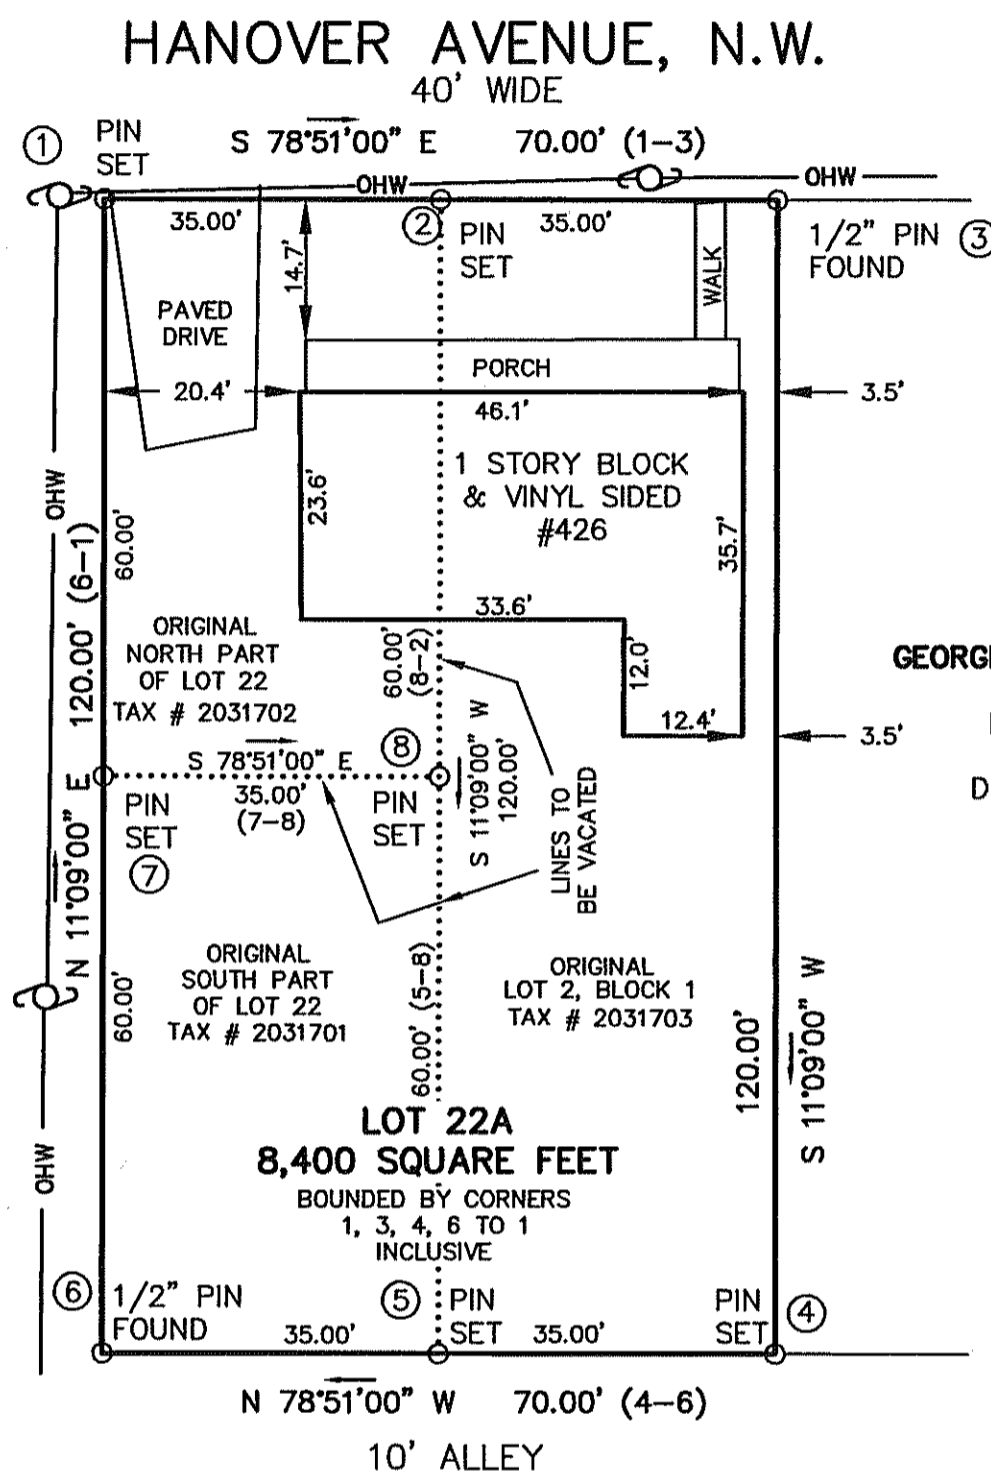 HANOVER AVENUE, N.W.
40' WIDE
1
PIN
SET
S 78°51'00" E 70.00' (1-3)
OHW
OHW
35.00'
2
PIN
SET
35.00'
1/2" PIN
FOUND
3
14.7'
WALK
PAVED
DRIVE
PORCH
20.4'
46.1'
3.5'
1 STORY BLOCK
& VINYL SIDED
#426
23.6'
35.7'
OHW
60.00'
N 11°09'00" E 120.00' (6-1)
33.6'
12.0'
12.4'
3.5'
ORIGINAL
NORTH PART
OF LOT 22
TAX # 2031702
60.00'
(8-2)
GEORG
D
S 78°51'00" E
35.00'
(7-8)
8
PIN
SET
S 11°09'00" W
120.00'
LINES TO
BE VACATED
PIN
SET
7
ORIGINAL
SOUTH PART
OF LOT 22
TAX # 2031701
60.00'
60.00' (5-8)
ORIGINAL
LOT 2, BLOCK 1
TAX # 2031703
120.00'
S 11°09'00" W
OHW
LOT 22A
8,400 SQUARE FEET
BOUNDED BY CORNERS
1, 3, 4, 6 TO 1
INCLUSIVE
6
1/2" PIN
FOUND
35.00'
5
PIN
SET
35.00'
PIN
SET
4
N 78°51'00" W 70.00' (4-6)
10' ALLEY